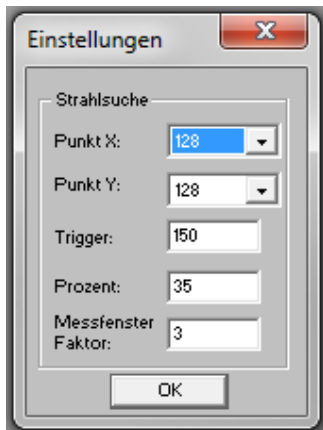 Einstellungen
Strahlsuche
Punkt X: 128
Punkt Y: 128
Trigger: 150
Prozent: 35
Messfenster
Faktor: 3
OK